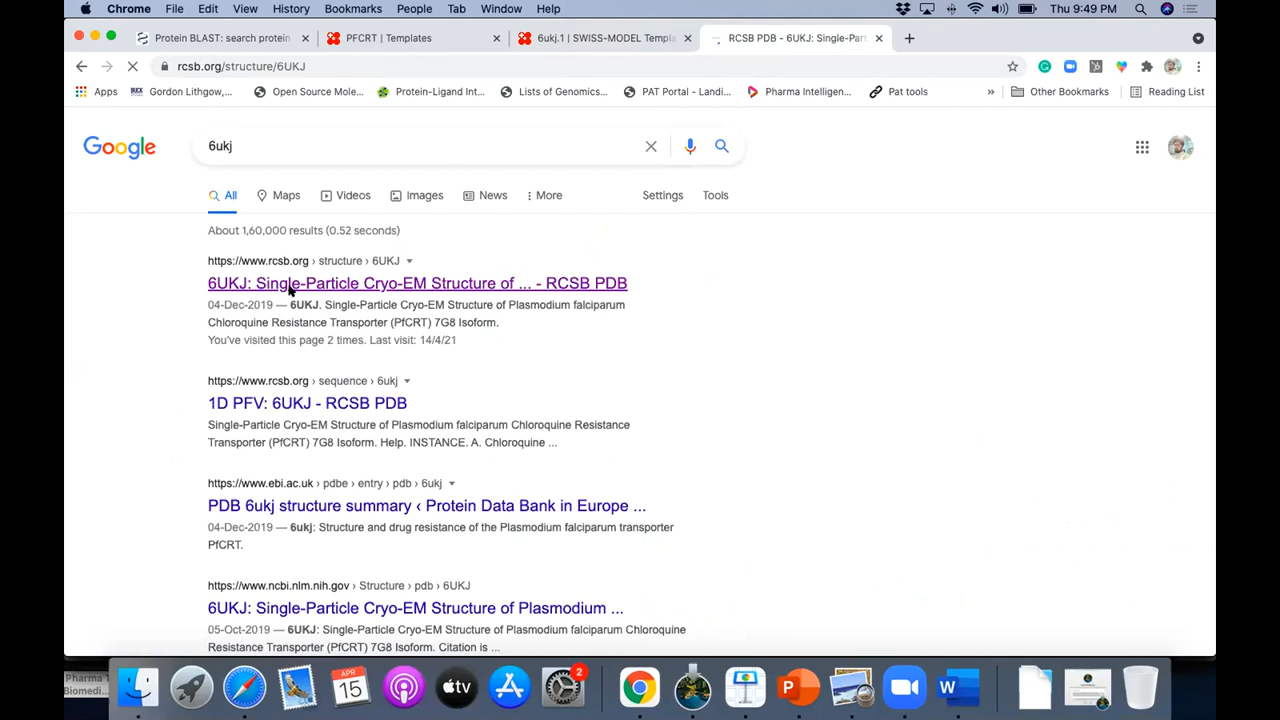 Chrome File Edit View History Bookmarks People Tab Window Help Thu 9:49 PM
Protein BLAST: search protein PFCRT | Templates 6ukj.1 | SWISS-MODEL Templa RCSB PDB - 6UKJ: Single-Par
rcsb.org/structure/6UKJ
Apps Gordon Lithgow,... Open Source Mole... Protein-Ligand Int... Lists of Genomics... PAT Portal - Landi... Pharma Intelligen... Pat tools » Other Bookmarks Reading List
Google 6ukj
All Maps Videos Images News More Settings Tools
About 1,60,000 results (0.52 seconds)
https://www.rcsb.org › structure › 6UKJ
6UKJ: Single-Particle Cryo-EM Structure of ... - RCSB PDB
04-Dec-2019 — 6UKJ. Single-Particle Cryo-EM Structure of Plasmodium falciparum
Chloroquine Resistance Transporter (PfCRT) 7G8 Isoform.
You've visited this page 2 times. Last visit: 14/4/21
https://www.rcsb.org › sequence › 6ukj
1D PFV: 6UKJ - RCSB PDB
Single-Particle Cryo-EM Structure of Plasmodium falciparum Chloroquine Resistance
Transporter (PfCRT) 7G8 Isoform. Help. INSTANCE. A. Chloroquine ...
https://www.ebi.ac.uk › pdbe › entry › pdb › 6ukj
PDB 6ukj structure summary ‹ Protein Data Bank in Europe ...
04-Dec-2019 — 6ukj: Structure and drug resistance of the Plasmodium falciparum transporter
PfCRT.
https://www.ncbi.nlm.nih.gov › Structure › pdb › 6UKJ
6UKJ: Single-Particle Cryo-EM Structure of Plasmodium ...
05-Oct-2019 — 6UKJ: Single-Particle Cryo-EM Structure of Plasmodium falciparum Chloroquine
Resistance Transporter (PfCRT) 7G8 Isoform. Citation is ...
Pharma
Biomedi...
APR
15
tv
2